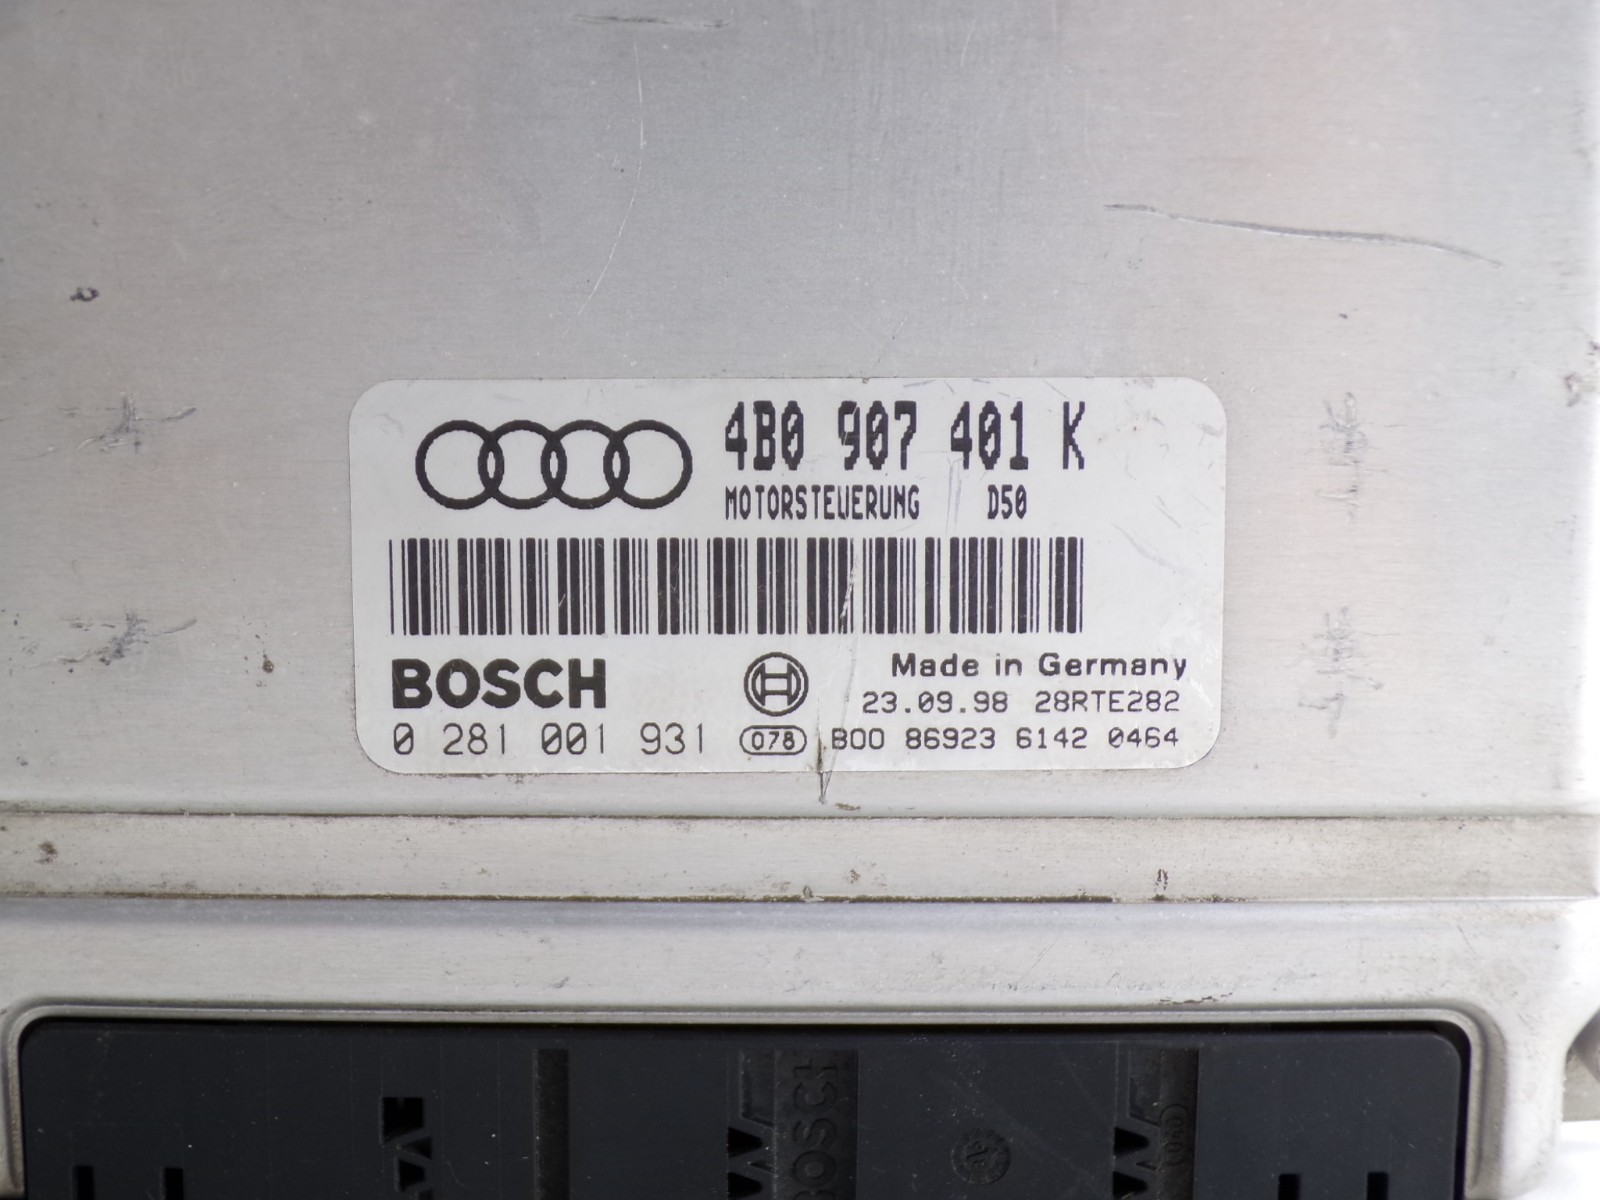 4B0 907 401 K
MOTORSTEUERUNG D50
BOSCH
Made in Germany
23.09.98 28RTE282
0 281 001 931 078 B00 86923 6142 0464
BOSCH